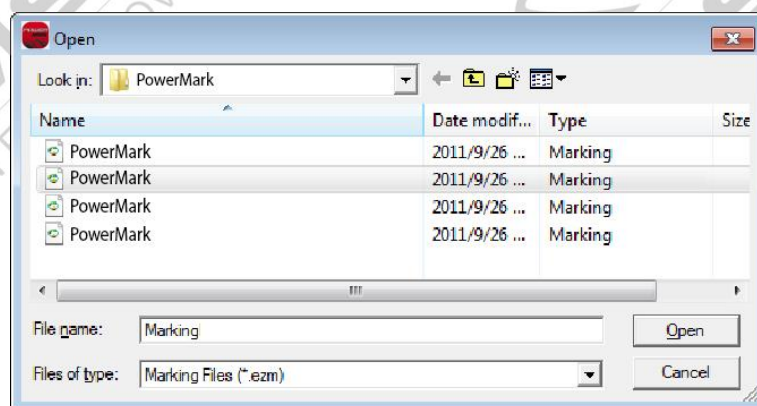 Open
Look in: PowerMark
Name Date modif... Type Size
PowerMark 2011/9/26 ... Marking
PowerMark 2011/9/26 ... Marking
PowerMark 2011/9/26 ... Marking
PowerMark 2011/9/26 ... Marking
File name: Marking Open
Files of type: Marking Files (*.ezm) Cancel